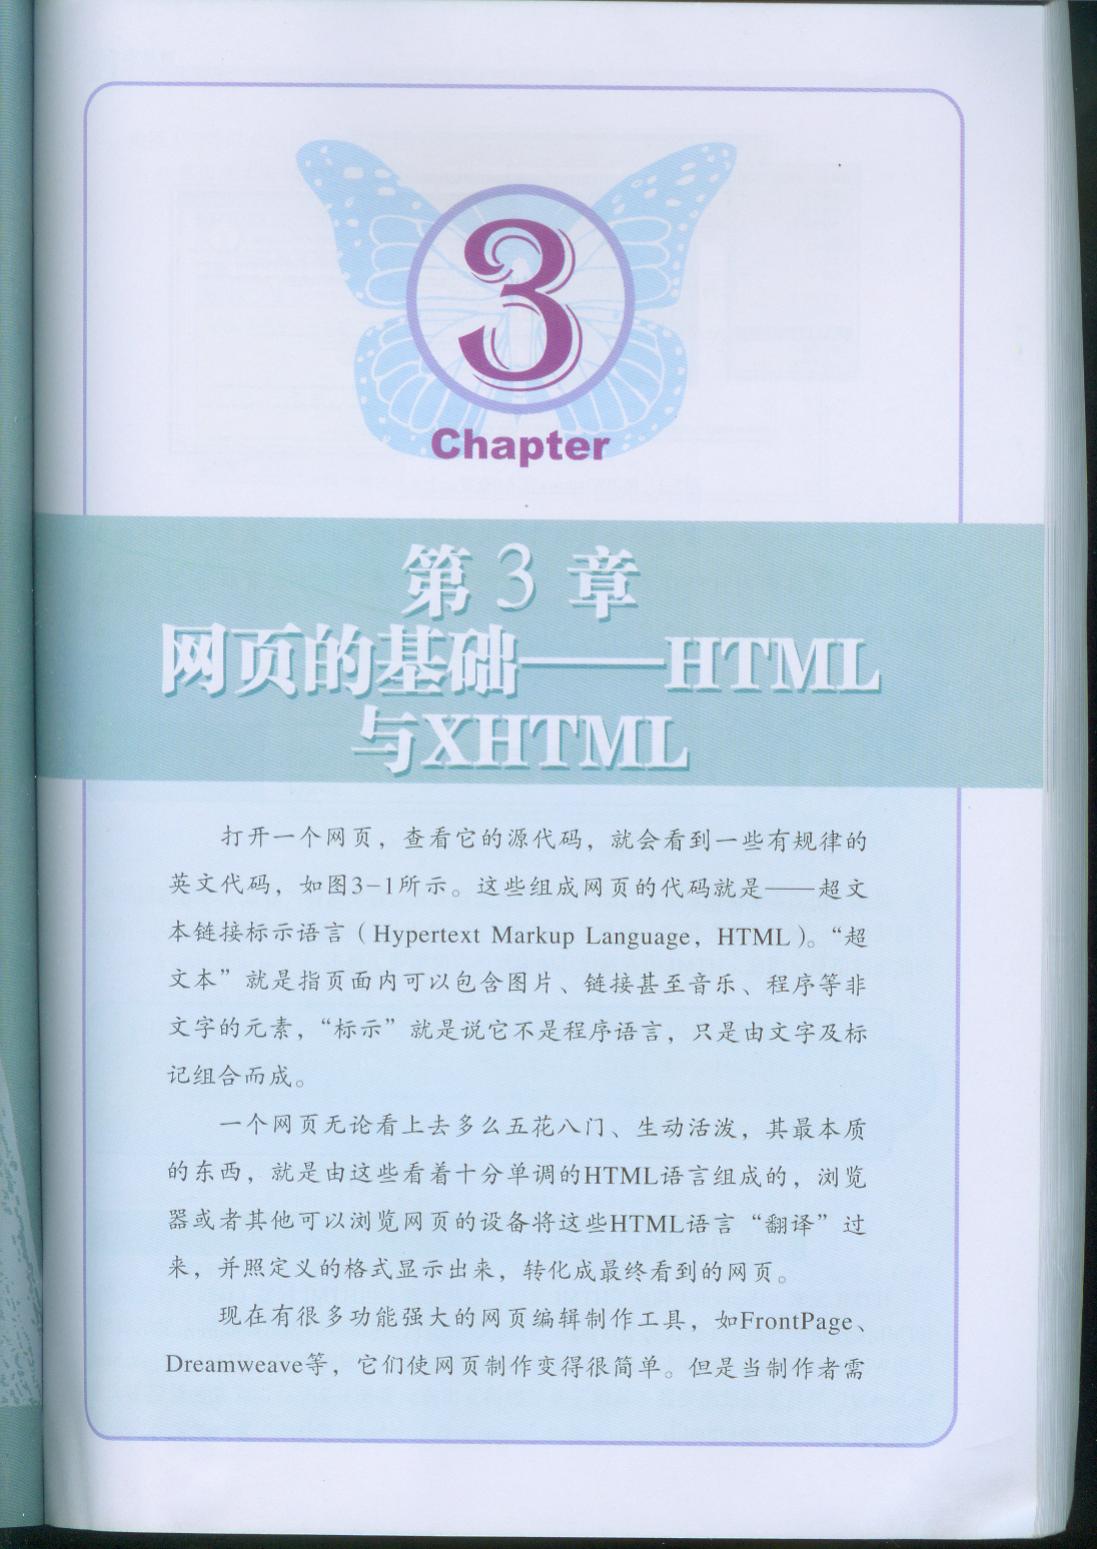 3
Chapter
第 3 章
网页的基础——HTML
与XHTML
打开一个网页，查看它的源代码，就会看到一些有规律的
英文代码，如图3-1所示。这些组成网页的代码就是——超文
本链接标示语言（Hypertext Markup Language，HTML）。“超
文本”就是指页面内可以包含图片、链接甚至音乐、程序等非
文字的元素，“标示”就是说它不是程序语言，只是由文字及标
记组合而成。
一个网页无论看上去多么五花八门、生动活泼，其最本质
的东西，就是由这些看着十分单调的HTML语言组成的，浏览
器或者其他可以浏览网页的设备将这些HTML语言“翻译”过
来，并照定义的格式显示出来，转化成最终看到的网页。
现在有很多功能强大的网页编辑制作工具，如FrontPage、
Dreamweave等，它们使网页制作变得很简单。但是当制作者需